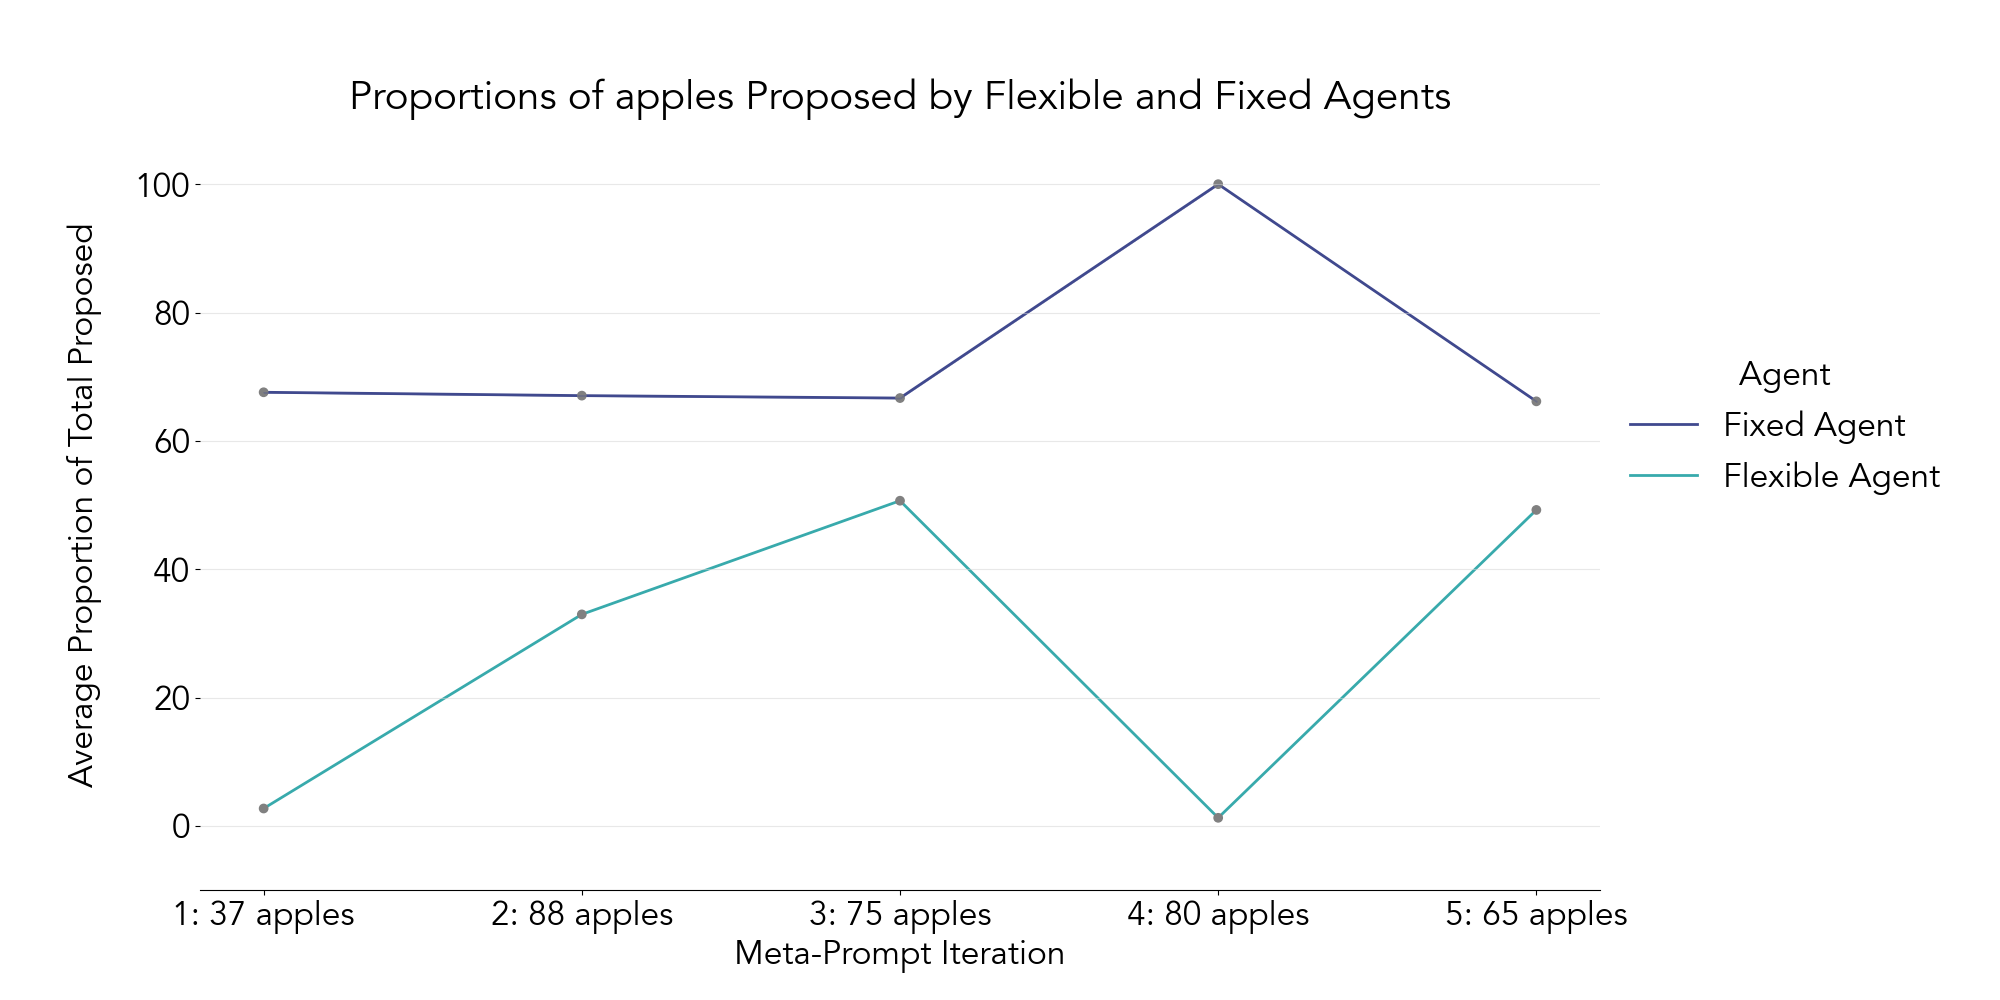 Proportions of apples Proposed by Flexible and Fixed Agents
Average Proportion of Total Proposed
100
80
60
40
20
0
1: 37 apples
2: 88 apples
3: 75 apples
4: 80 apples
5: 65 apples
Meta-Prompt Iteration
Agent
Fixed Agent
Flexible Agent